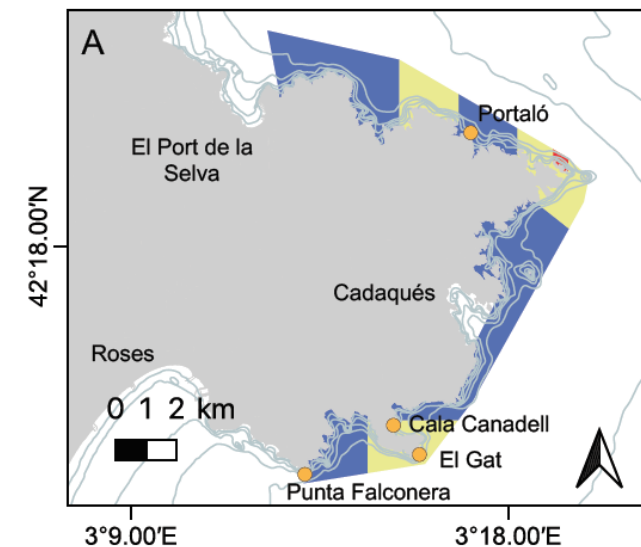 A
Portaló
El Port de la
Selva
42°18.00'N
Cadaqués
Roses
0 1 2 km
Cala Canadell
El Gat
Punta Falconera
3°9.00'E
3°18.00'E